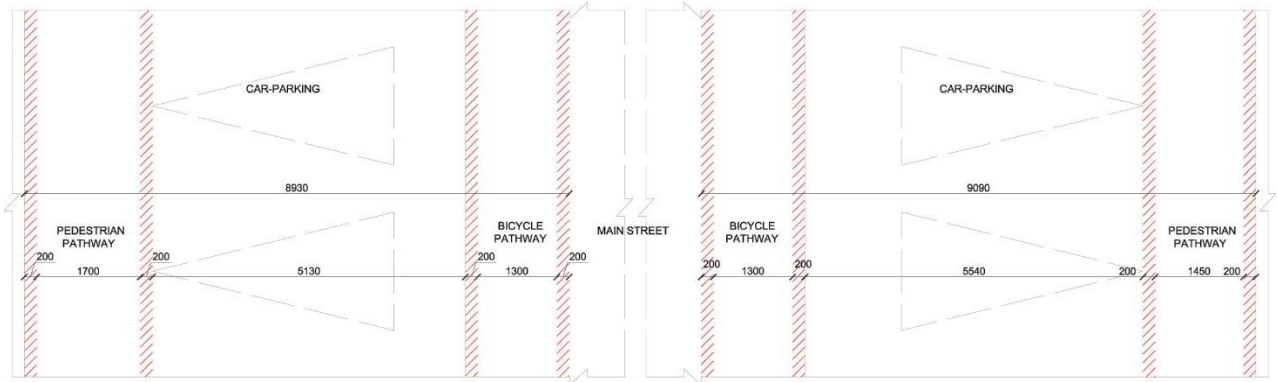 CAR-PARKING
CAR-PARKING
8930
9090
PEDESTRIAN
PATHWAY
BICYCLE
PATHWAY
MAIN STREET
BICYCLE
PATHWAY
PEDESTRIAN
PATHWAY
200
1700
200
5130
200
1300
200
200
1300
200
5540
200
1450
200